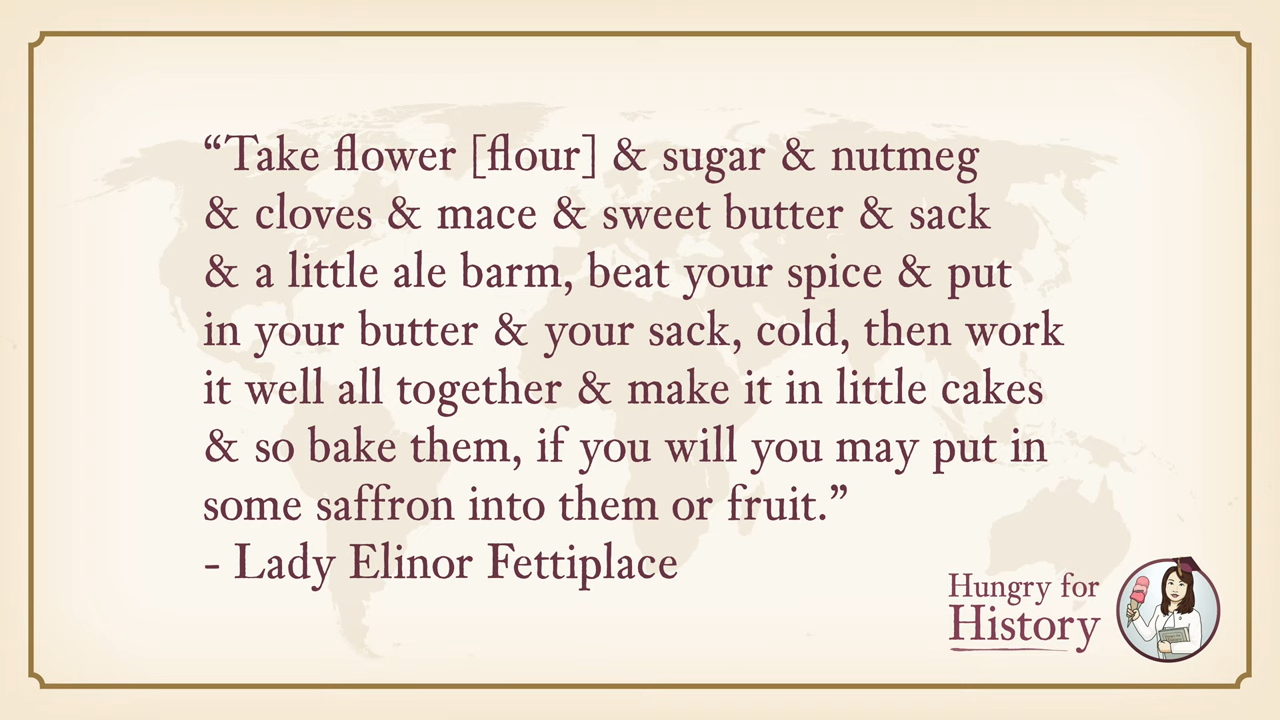 “Take flower [flour] & sugar & nutmeg
& cloves & mace & sweet butter & sack
& a little ale barm, beat your spice & put
in your butter & your sack, cold, then work
it well all together & make it in little cakes
& so bake them, if you will you may put in
some saffron into them or fruit.”
- Lady Elinor Fettiplace
Hungry for
History